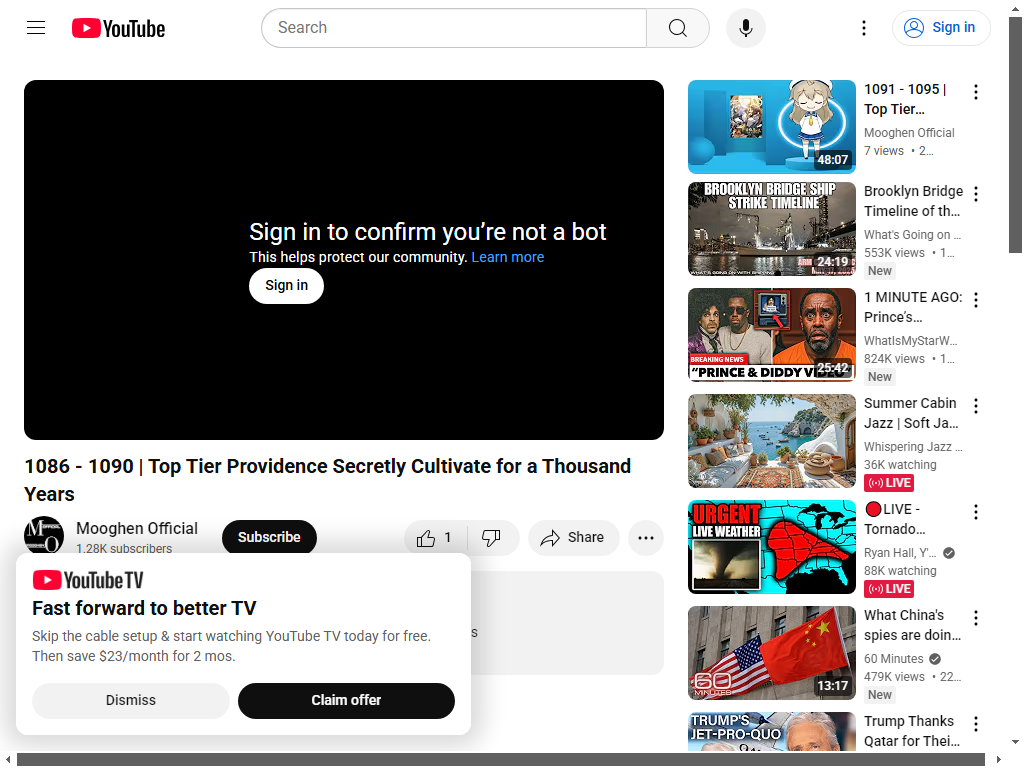 YouTube
Search
Sign in
Sign in to confirm you're not a bot
This helps protect our community. Learn more
Sign in
1086 - 1090 | Top Tier Providence Secretly Cultivate for a Thousand
Years
Mooghen Official
1.28K subscribers
Subscribe
1
Share
YouTube TV
Fast forward to better TV
Skip the cable setup & start watching YouTube TV today for free.
Then save $23/month for 2 mos.
Dismiss
Claim offer
s
48:07
1091 - 1095 |
Top Tier...
Mooghen Official
7 views • 2...
BROOKLYN BRIDGE SHIP
STRIKE TIMELINE
24:19
Brooklyn Bridge
Timeline of th...
What's Going on ...
553K views • 1...
New
BREAKING NEWS
"PRINCE & DIDDY VIDEO"
25:42
1 MINUTE AGO:
Prince's...
WhatIsMyStarW...
824K views • 1...
New
Summer Cabin
Jazz | Soft Ja...
Whispering Jazz ...
36K watching
LIVE
URGENT
LIVE WEATHER
LIVE -
Tornado...
Ryan Hall, Y'...
88K watching
LIVE
60
MINUTES
13:17
What China's
spies are doin...
60 Minutes
479K views • 22...
New
TRUMP'S
JET-PRO-QUO
Trump Thanks
Qatar for Thei...